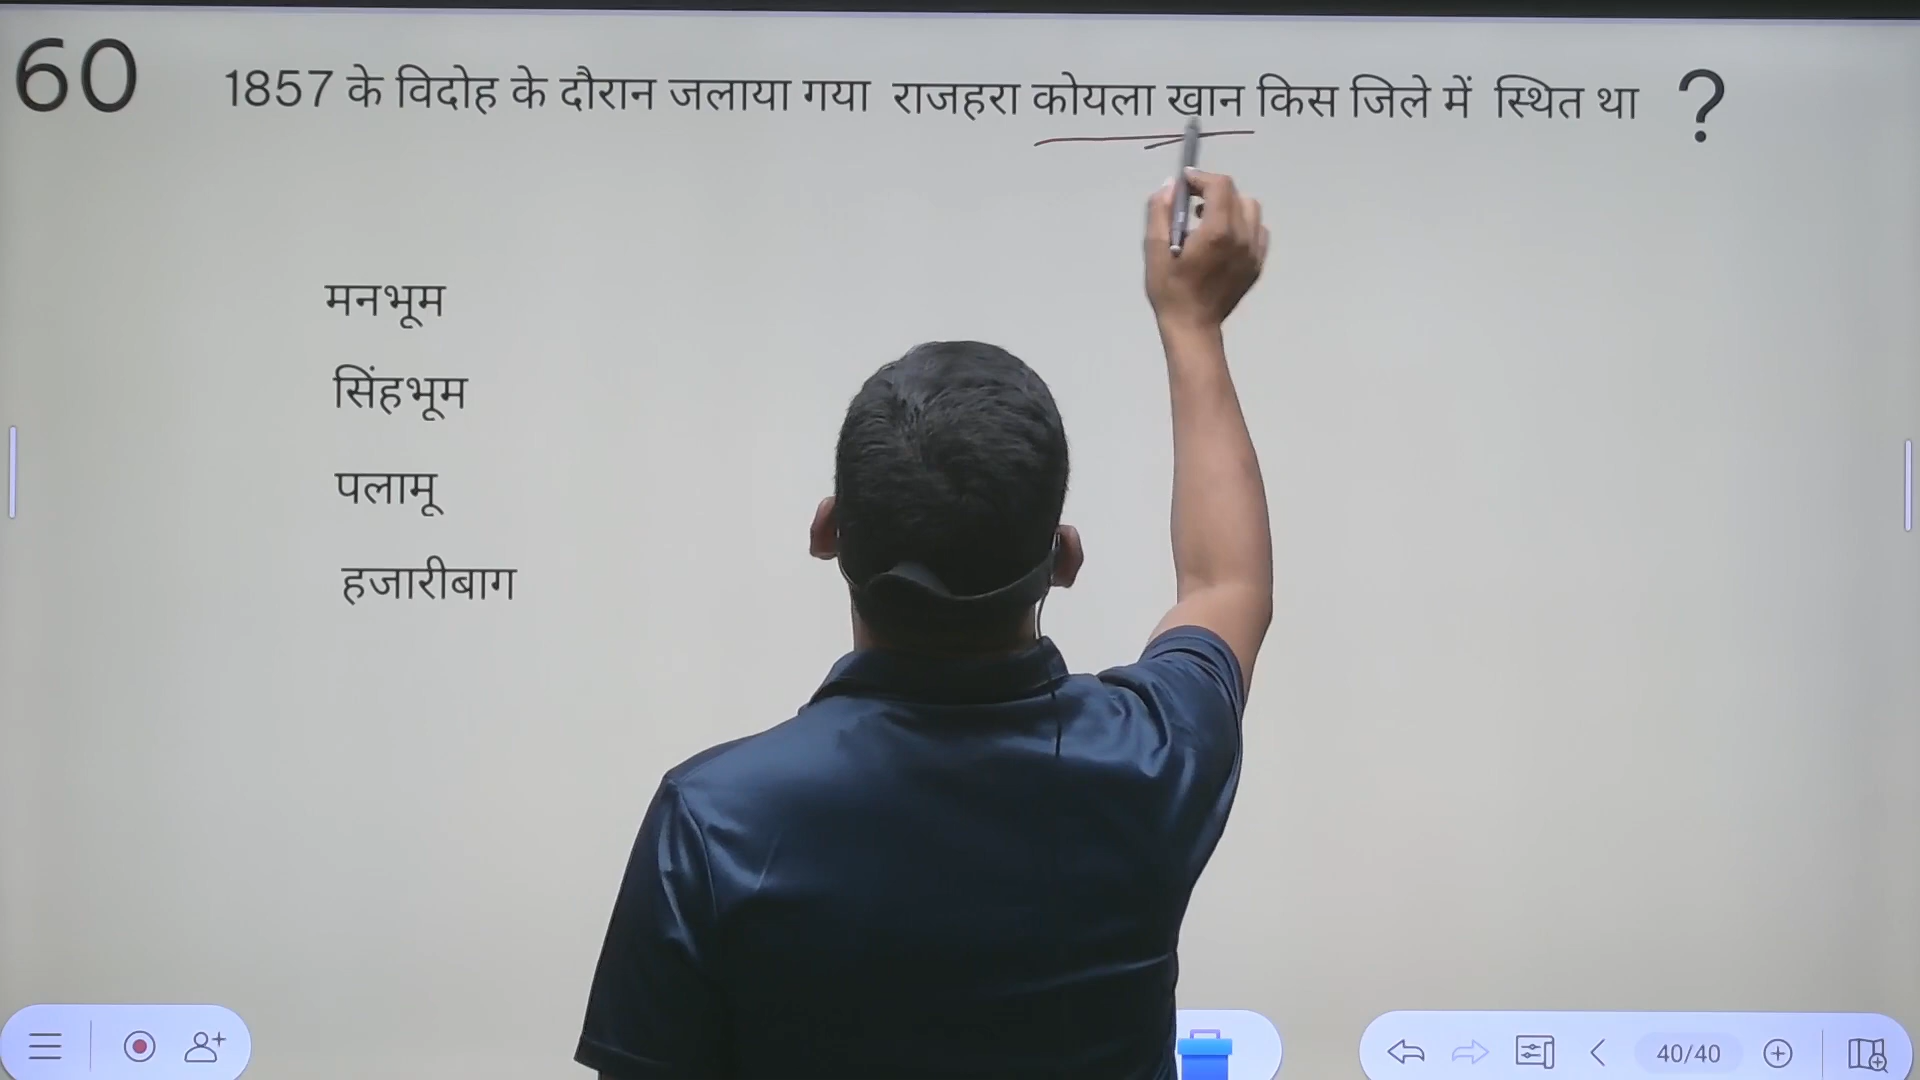 60 1857 के विदोह के दौरान जलाया गया राजहरा कोयला खान किस जिले में स्थित था ?
मनभूम
सिंहभूम
पलामू
हजारीबाग
40/40